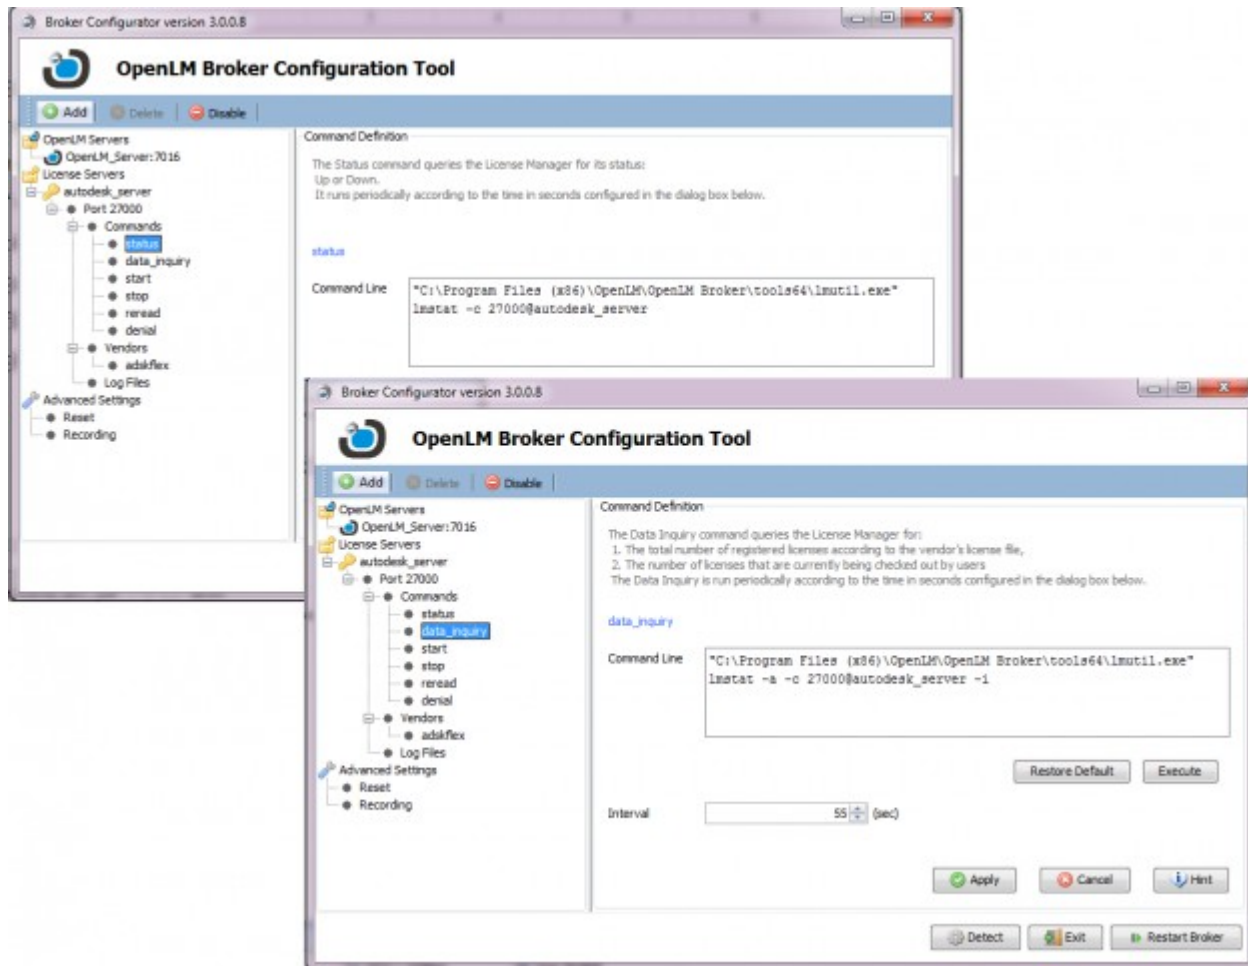 Broker Configurator version 3.0.0.8
OpenLM Broker Configuration Tool
Add Delete Disable
OpenLM Servers
OpenLM_Server:7016
License Servers
autodesk_server
Port 27000
Commands
status
data_inquiry
start
stop
reread
denial
Vendors
adskflex
Log Files
Advanced Settings
Reset
Recording
Command Definition
The Status command queries the License Manager for its status:
Up or Down.
It runs periodically according to the time in seconds configured in the dialog box below.
status
Command Line
"C:\Program Files (x86)\OpenLM\OpenLM Broker\tools64\lmutil.exe"
lmstat -c 27000@autodesk_server
Broker Configurator version 3.0.0.8
OpenLM Broker Configuration Tool
Add Delete Disable
OpenLM Servers
OpenLM_Server:7016
License Servers
autodesk_server
Port 27000
Commands
status
data_inquiry
start
stop
reread
denial
Vendors
adskflex
Log Files
Advanced Settings
Reset
Recording
Command Definition
The Data Inquiry command queries the License Manager for:
1. The total number of registered licenses according to the vendor's license file,
2. The number of licenses that are currently being checked out by users
The Data Inquiry is run periodically according to the time in seconds configured in the dialog box below.
data_inquiry
Command Line
"C:\Program Files (x86)\OpenLM\OpenLM Broker\tools64\lmutil.exe"
lmstat -a -c 27000@autodesk_server -i
Restore Default Execute
Interval 55 (sec)
Apply Cancel Hint
Detect Exit Restart Broker